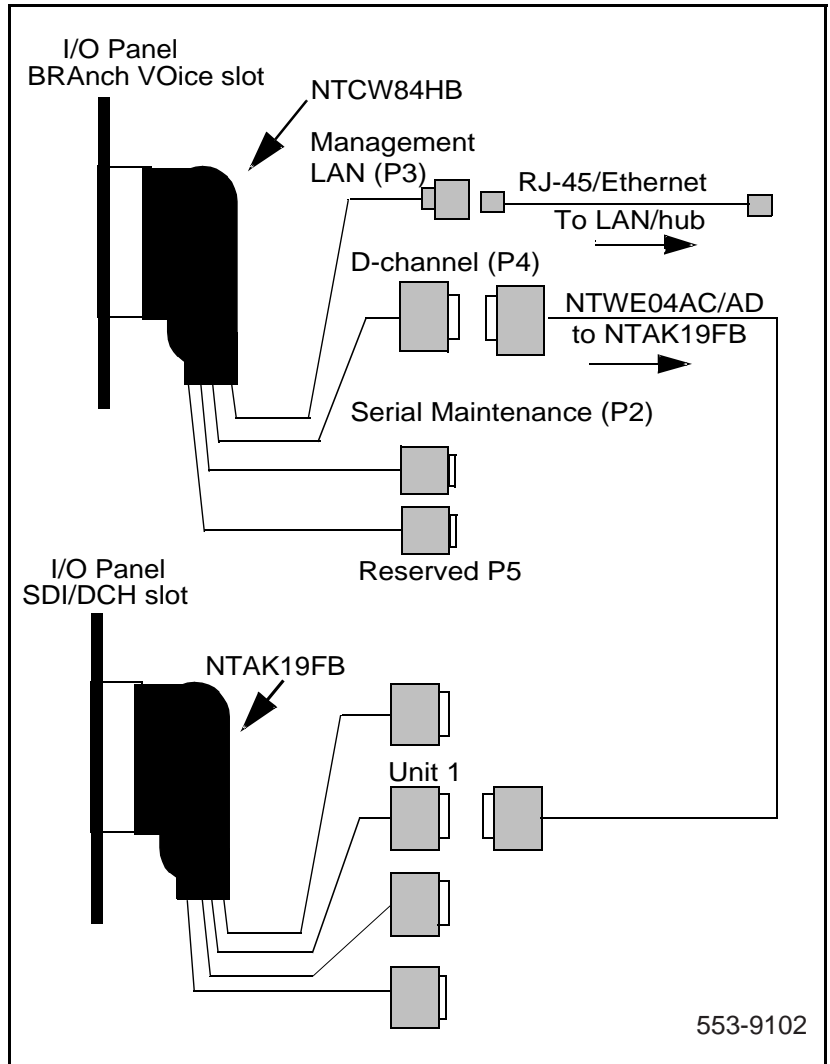 I/O Panel
BRAnch VOice slot
NTCW84HB
Management
LAN (P3)
RJ-45/Ethernet
To LAN/hub
D-channel (P4)
NTWE04AC/AD
to NTAK19FB
Serial Maintenance (P2)
Reserved P5
I/O Panel
SDI/DCH slot
NTAK19FB
Unit 1
553-9102